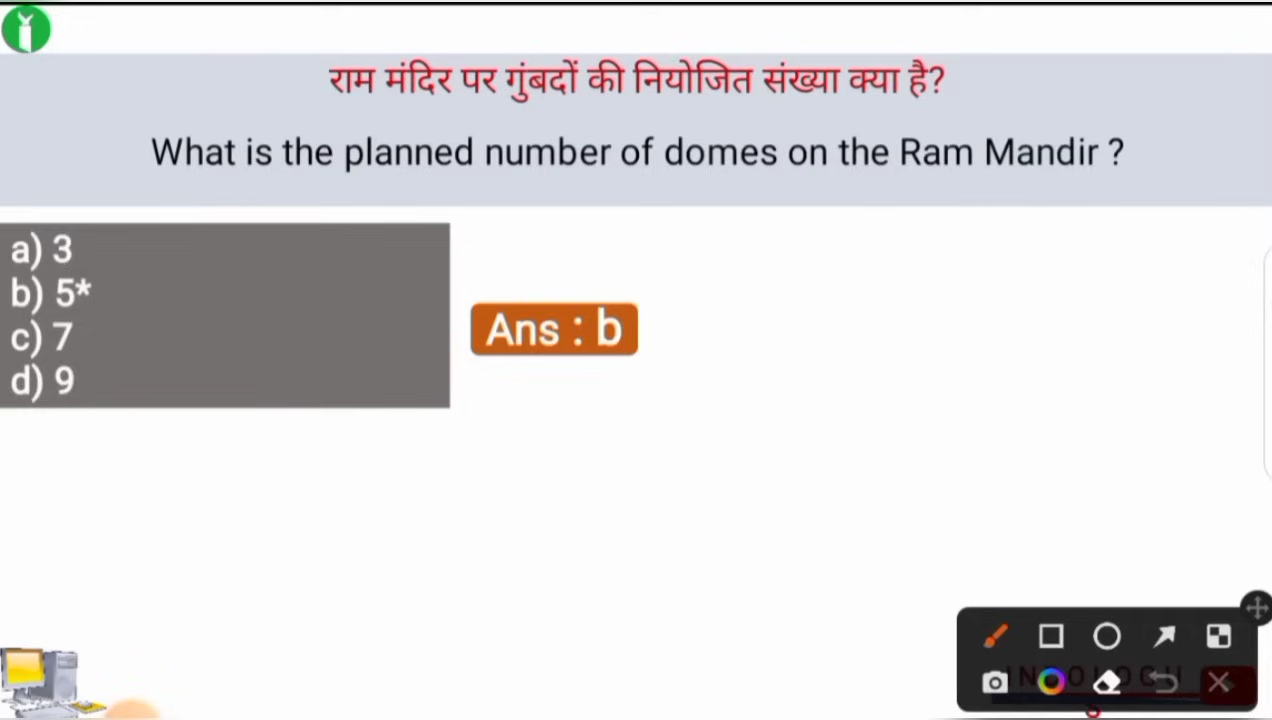 राम मंदिर पर गुंबदों की नियोजित संख्या क्या है?
What is the planned number of domes on the Ram Mandir ?
a) 3
b) 5*
c) 7
d) 9
Ans : b